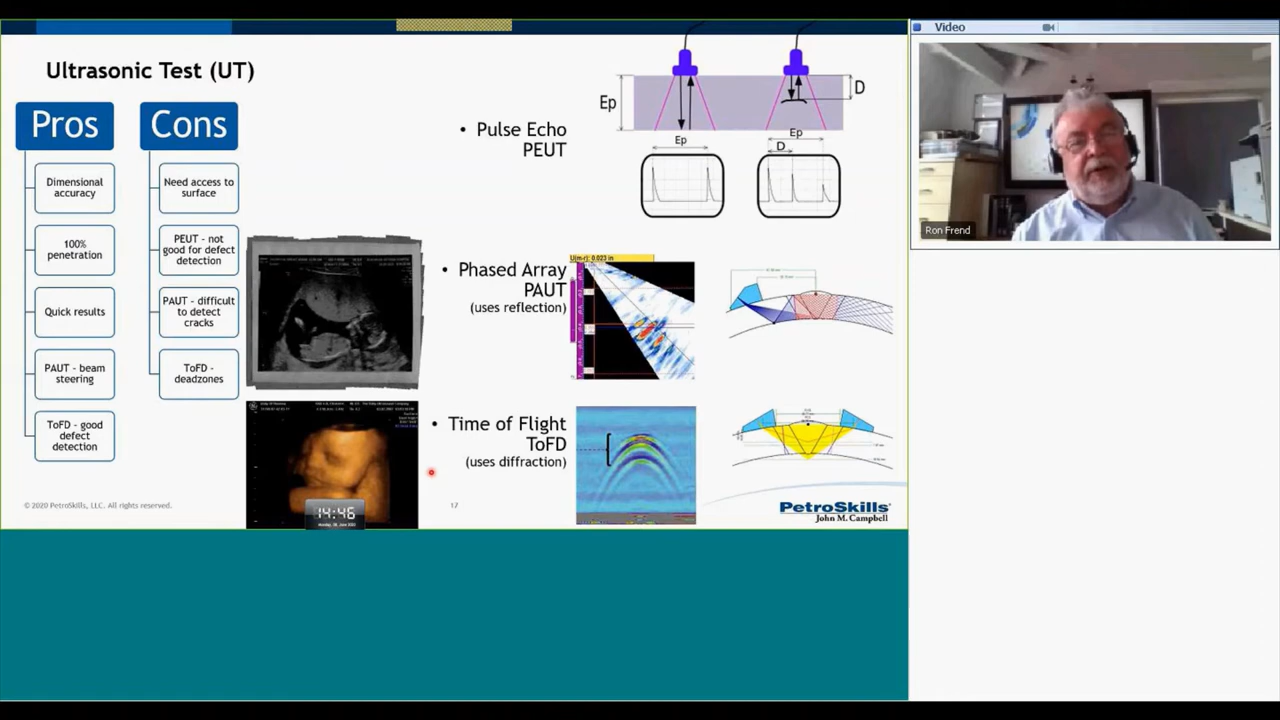 Ultrasonic Test (UT)
Pros
Dimensional
accuracy
100%
penetration
Quick results
PAUT - beam
steering
ToFD - good
defect
detection
Cons
Need access to
surface
PEUT - not
good for defect
detection
PAUT - difficult
to detect
cracks
ToFD -
deadzones
• Pulse Echo
PEUT
Ep
D
Ep
Ep
D
• Phased Array
PAUT
(uses reflection)
• Time of Flight
ToFD
(uses diffraction)
14:46
© 2020 PetroSkills, LLC. All rights reserved.
17
PetroSkills
John M. Campbell
Video
Ron Frend